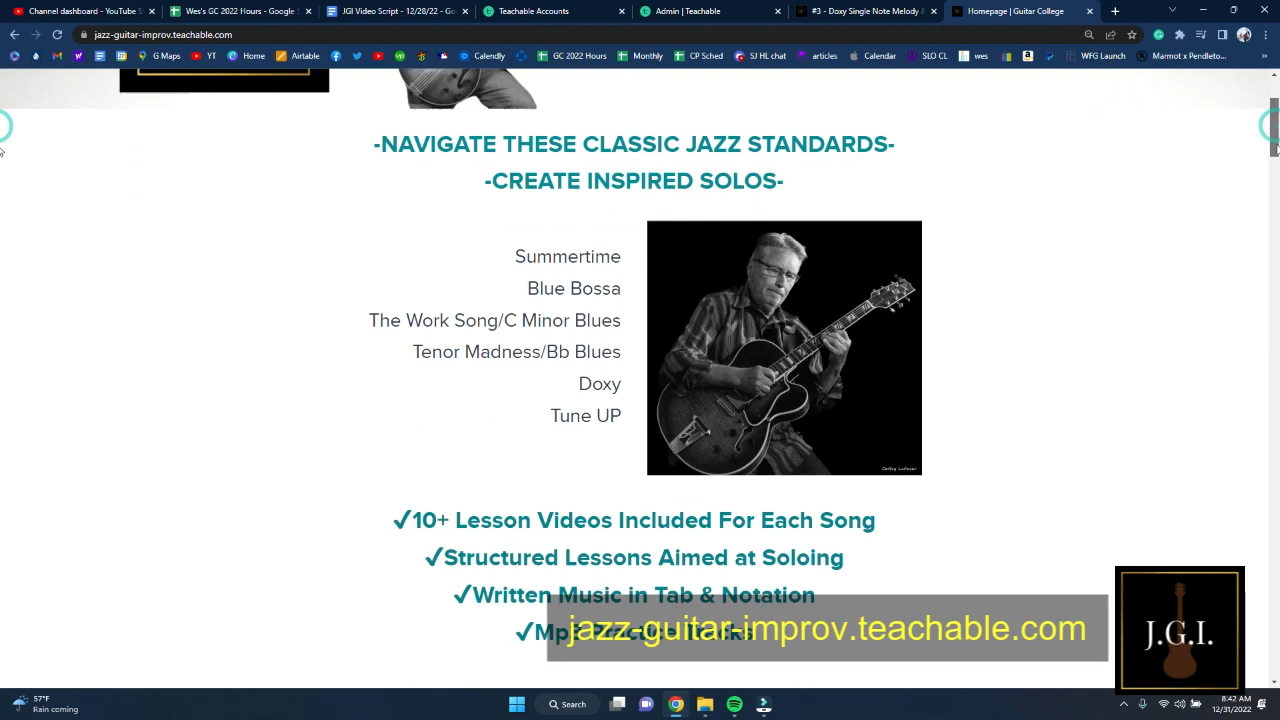 YouTube Video Dashboard
Wes's GC 2022 Hours - Google S
JGI Video - 12/28/22 - Go
Teachable Admin
Admin | Teachable
#3 - Doxy Single Note Melody &
Homepage | Guitar College
jazz-guitar-improv.teachable.com
G Maps
YT
Home
Airtable
Calendly
GC 2022 Hours
Monthly
CP Sched
SJ HL chat
articles
Calendar
SLO CL
wes
WFG Launch
Marmot x Pendleto...
-NAVIGATE THESE CLASSIC JAZZ STANDARDS-
-CREATE INSPIRED SOLOS-
Summertime
Blue Bossa
The Work Song/C Minor Blues
Tenor Madness/Bb Blues
Doxy
Tune UP
✓10+ Lesson Videos Included For Each Song
✓Structured Lessons Aimed at Soloing
✓Written Music in Tab & Notation
jazz-guitar-improv.teachable.com
J.G.I.
57°F
Rain coming
Search
8:42 AM
12/31/2022